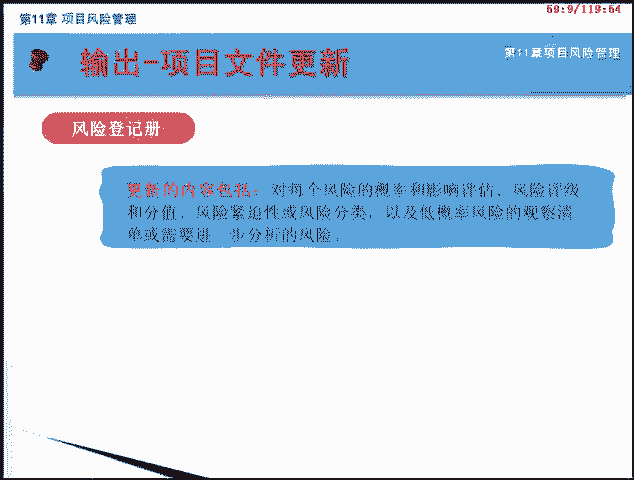 第11章 项目风险管理
59:9/119:54
输出-项目文件更新
第11章项目风险管理
风险登记册
更新的内容包括：对每个风险的概率和影响评估、风险评级
和分值、风险紧迫性或风险分类，以及低概率风险的观察清
单或需要进一步分析的风险。